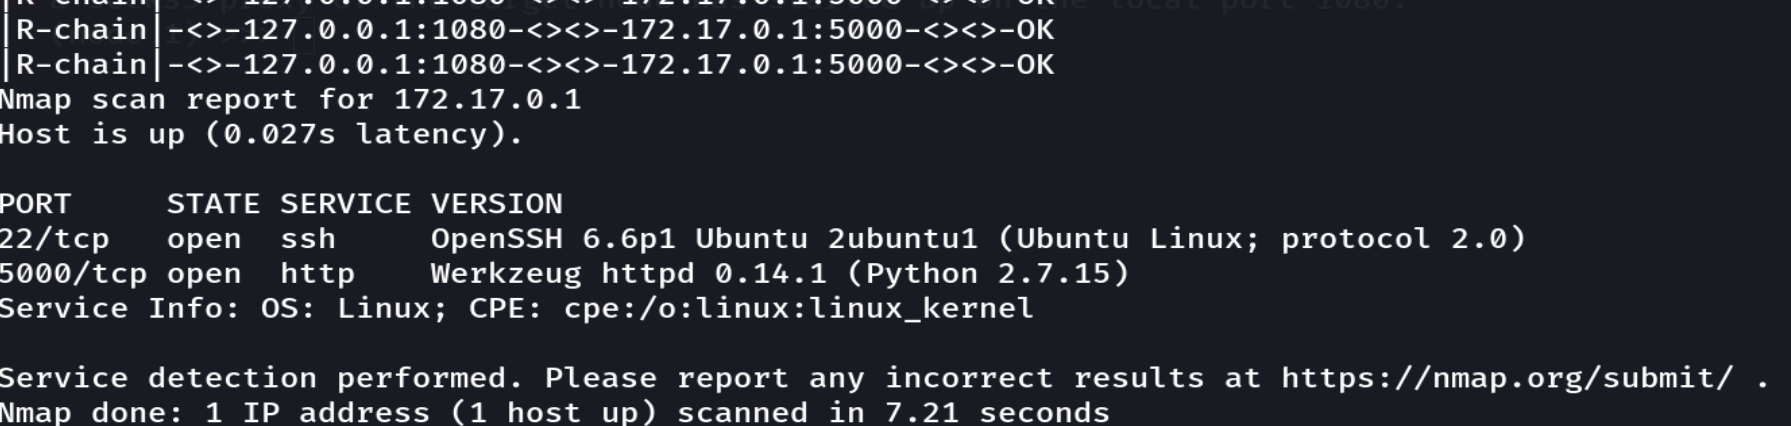 |R-chain|-<>-127.0.0.1:1080-<><>-172.17.0.1:5000-<><>-OK
|R-chain|-<>-127.0.0.1:1080-<><>-172.17.0.1:5000-<><>-OK
|R-chain|-<>-127.0.0.1:1080-<><>-172.17.0.1:5000-<><>-OK
Nmap scan report for 172.17.0.1
Host is up (0.027s latency).
PORT STATE SERVICE VERSION
22/tcp open ssh OpenSSH 6.6p1 Ubuntu 2ubuntu1 (Ubuntu Linux; protocol 2.0)
5000/tcp open http Werkzeug httpd 0.14.1 (Python 2.7.15)
Service Info: OS: Linux; CPE: cpe:/o:linux:linux_kernel
Service detection performed. Please report any incorrect results at https://nmap.org/submit/ .
Nmap done: 1 IP address (1 host up) scanned in 7.21 seconds